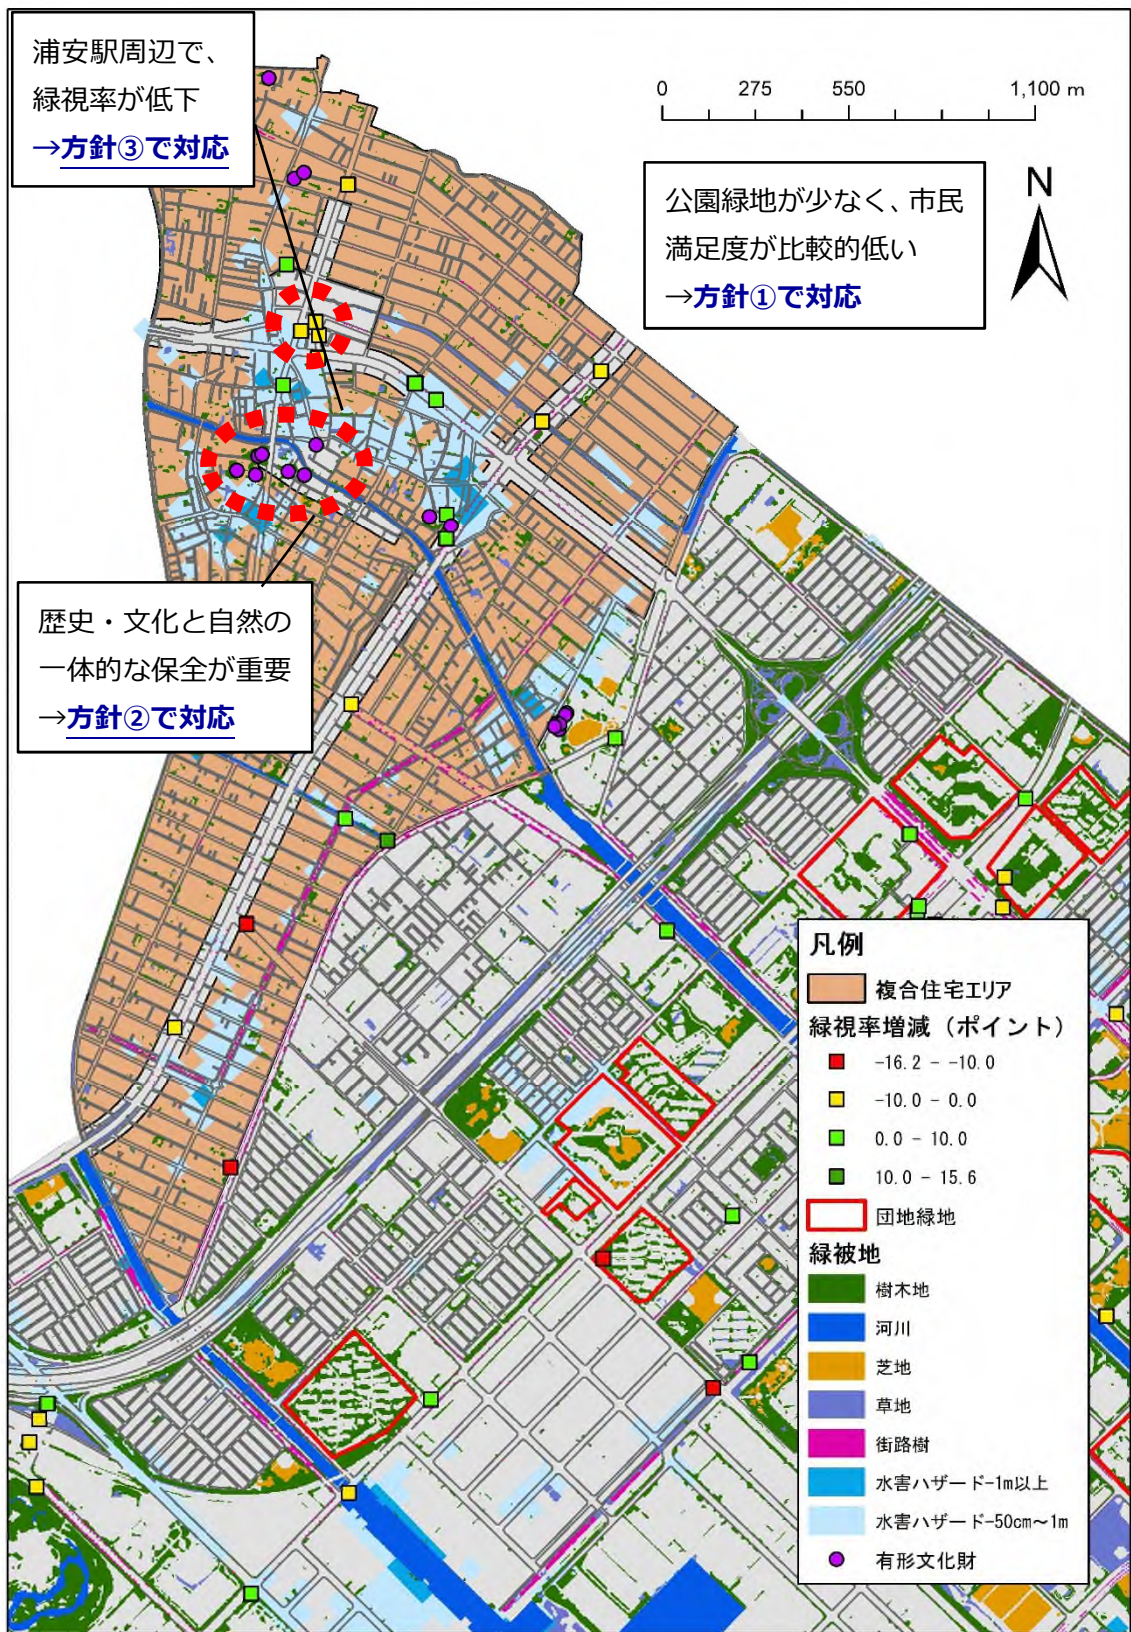 浦安駅周辺で、
緑視率が低下
→方針③で対応
0 275 550 1,100 m
公園緑地が少なく、市民
満足度が比較的低い
→方針①で対応
N
歴史・文化と自然の
一体的な保全が重要
→方針②で対応
凡例
複合住宅エリア
緑視率増減（ポイント）
-16.2 - -10.0
-10.0 - 0.0
0.0 - 10.0
10.0 - 15.6
団地緑地
緑被地
樹木地
河川
芝地
草地
街路樹
水害ハザード-1m以上
水害ハザード-50cm～1m
有形文化財